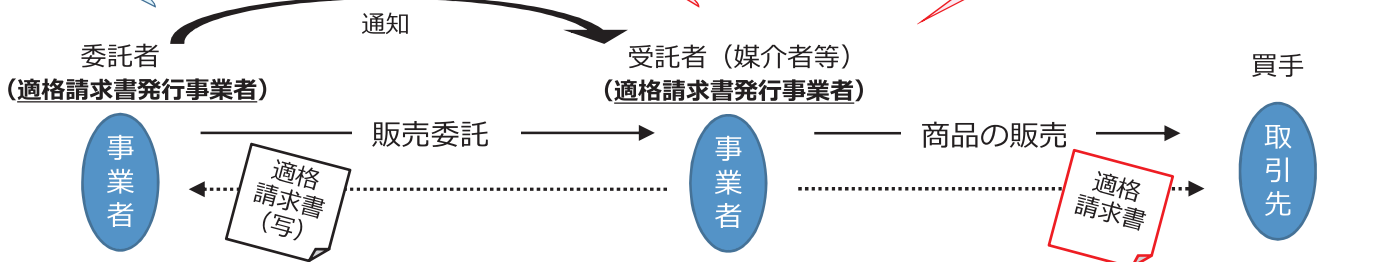 通知
委託者
（適格請求書発行事業者）
受託者（媒介者等）
（適格請求書発行事業者）
買手
事業者
販売委託
事業者
商品の販売
取引先
適格
請求書
（写）
適格
請求書